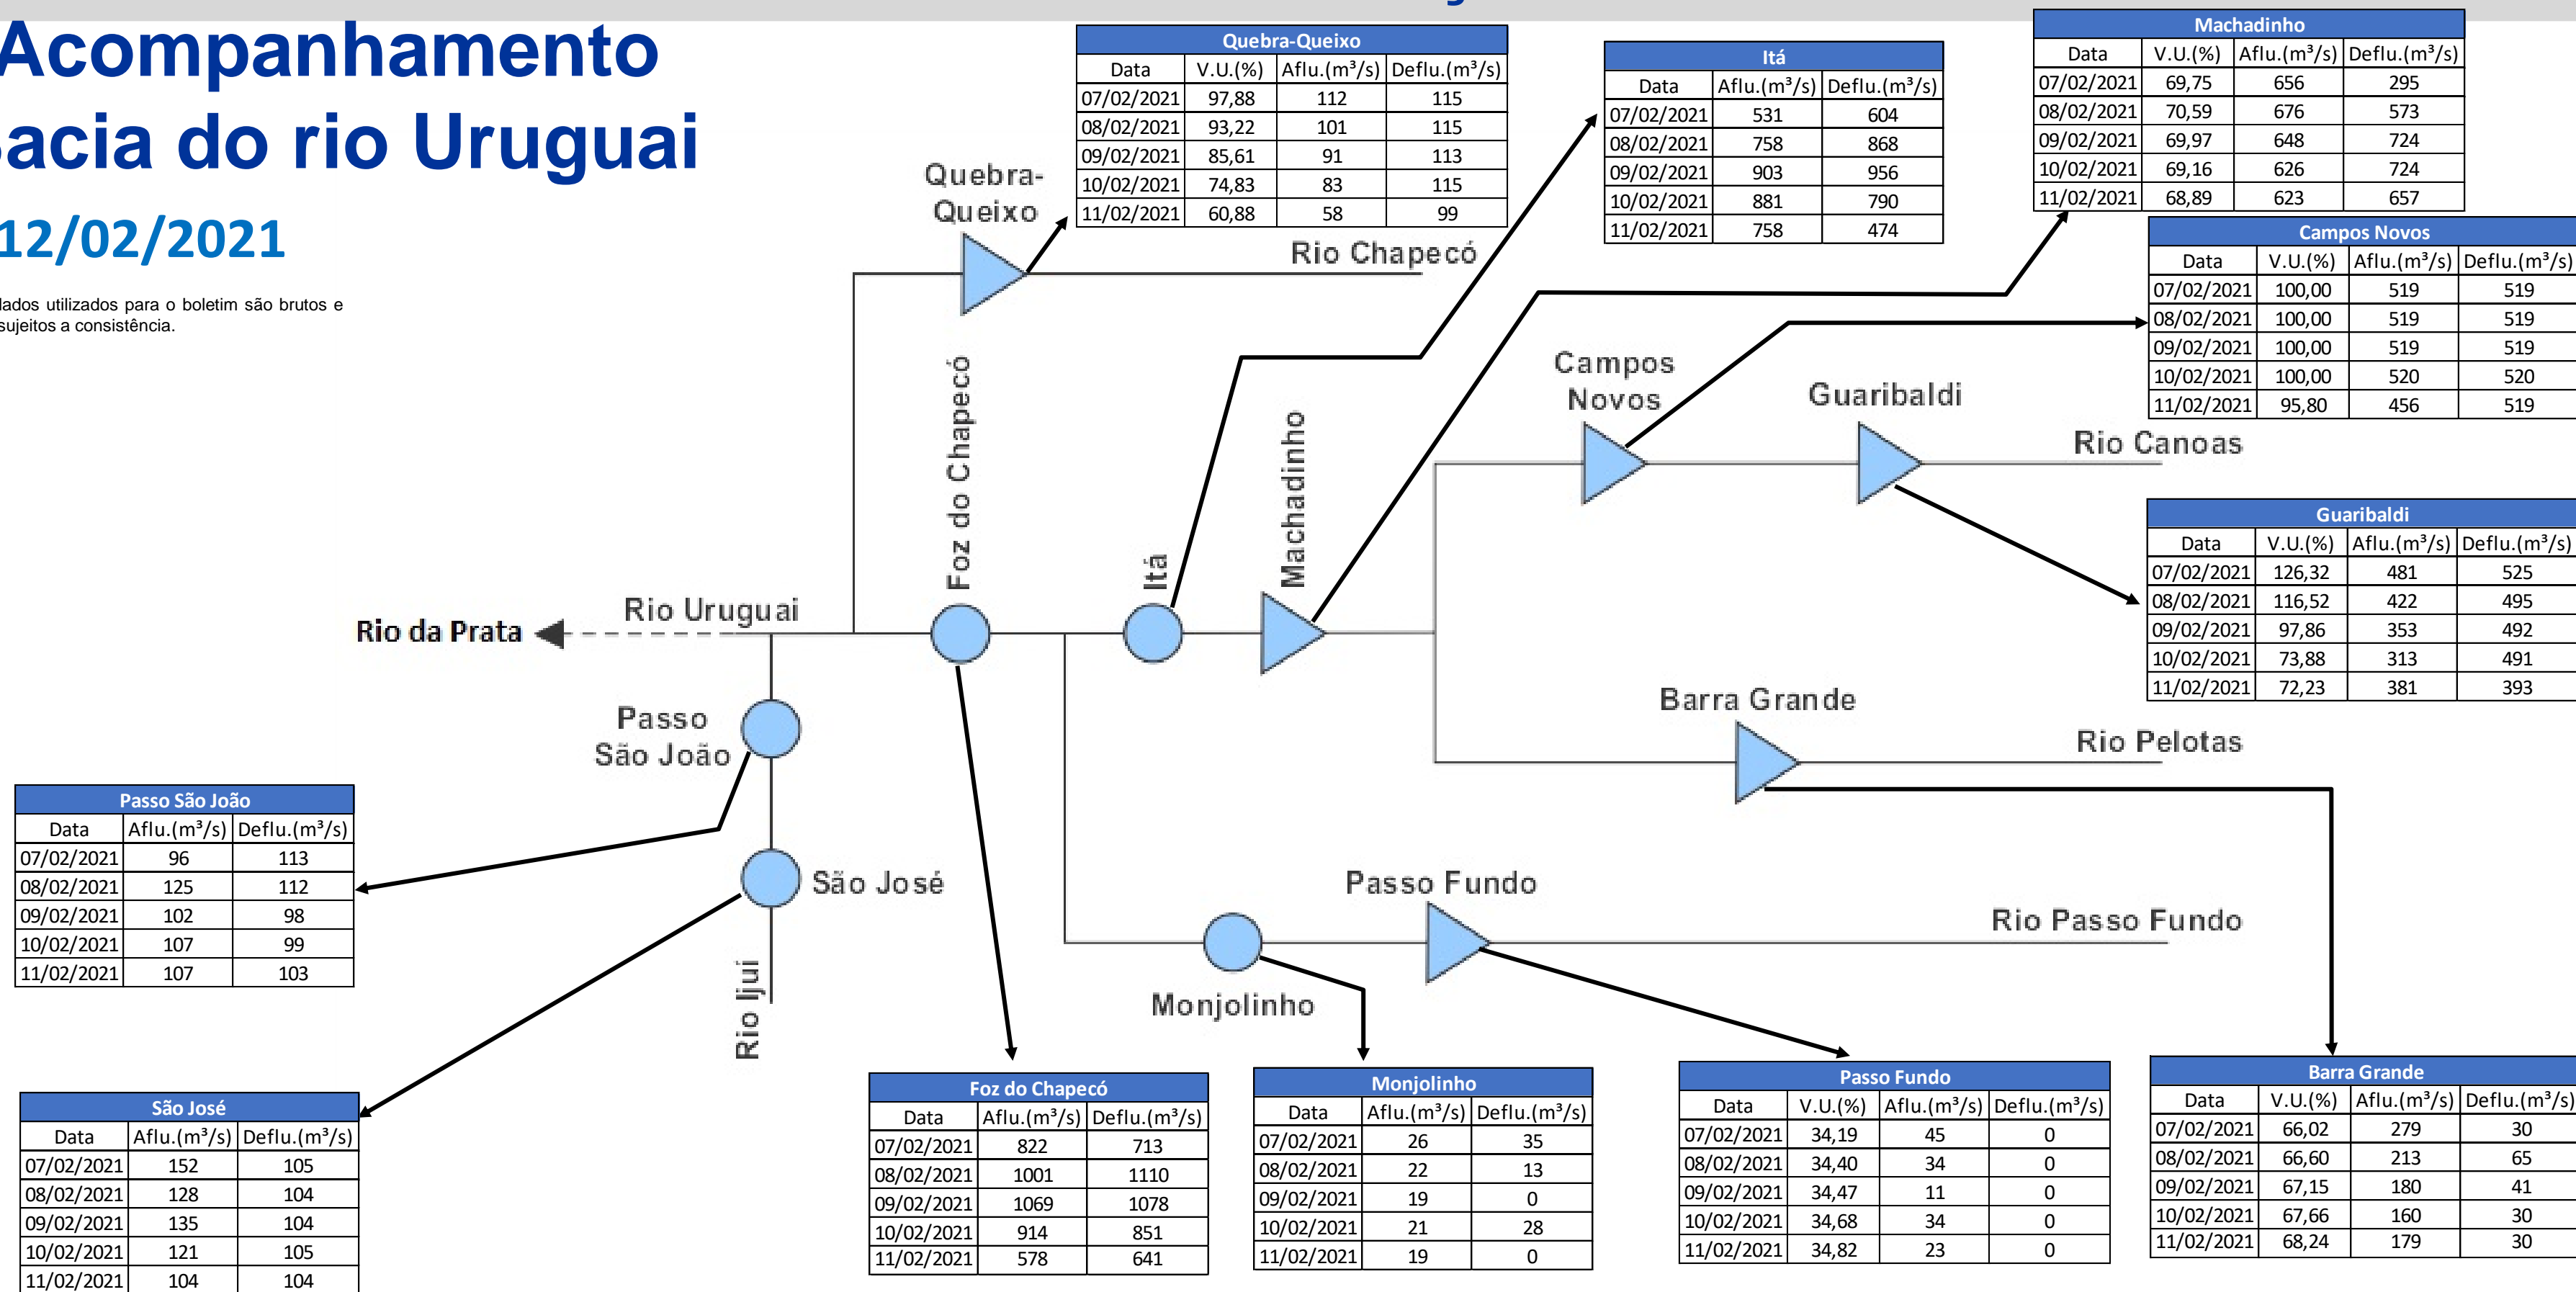 Acompanhamento
acia do rio Uruguai
12/02/2021
dados utilizados para o boletim são brutos e
sujeitos a consistência.
Quebra-Queixo
Data V.U.(%) Aflu.(m³/s) Deflu.(m³/s)
07/02/2021 97,88 112 115
08/02/2021 93,22 101 115
09/02/2021 85,61 91 113
10/02/2021 74,83 83 115
11/02/2021 60,88 58 99
Itá
Data Aflu.(m³/s) Deflu.(m³/s)
07/02/2021 531 604
08/02/2021 758 868
09/02/2021 903 956
10/02/2021 881 790
11/02/2021 758 474
Machadinho
Data V.U.(%) Aflu.(m³/s) Deflu.(m³/s)
07/02/2021 69,75 656 295
08/02/2021 70,59 676 573
09/02/2021 69,97 648 724
10/02/2021 69,16 626 724
11/02/2021 68,89 623 657
Campos Novos
Data V.U.(%) Aflu.(m³/s) Deflu.(m³/s)
07/02/2021 100,00 519 519
08/02/2021 100,00 519 519
09/02/2021 100,00 519 519
10/02/2021 100,00 520 520
11/02/2021 95,80 456 519
Guaribaldi
Data V.U.(%) Aflu.(m³/s) Deflu.(m³/s)
07/02/2021 126,32 481 525
08/02/2021 116,52 422 495
09/02/2021 97,86 353 492
10/02/2021 73,88 313 491
11/02/2021 72,23 381 393
Quebra-
Queixo
Rio Chapecó
Foz do Chapecó
Itá
Machadinho
Campos
Novos
Guaribaldi
Rio Canoas
Rio da Prata
Rio Uruguai
Passo
São João
São José
Rio Ijui
Barra Grande
Rio Pelotas
Passo Fundo
Rio Passo Fundo
Monjolinho
Passo São João
Data Aflu.(m³/s) Deflu.(m³/s)
07/02/2021 96 113
08/02/2021 125 112
09/02/2021 102 98
10/02/2021 107 99
11/02/2021 107 103
São José
Data Aflu.(m³/s) Deflu.(m³/s)
07/02/2021 152 105
08/02/2021 128 104
09/02/2021 135 104
10/02/2021 121 105
11/02/2021 104 104
Foz do Chapecó
Data Aflu.(m³/s) Deflu.(m³/s)
07/02/2021 822 713
08/02/2021 1001 1110
09/02/2021 1069 1078
10/02/2021 914 851
11/02/2021 578 641
Monjolinho
Data Aflu.(m³/s) Deflu.(m³/s)
07/02/2021 26 35
08/02/2021 22 13
09/02/2021 19 0
10/02/2021 21 28
11/02/2021 19 0
Passo Fundo
Data V.U.(%) Aflu.(m³/s) Deflu.(m³/s)
07/02/2021 34,19 45 0
08/02/2021 34,40 34 0
09/02/2021 34,47 11 0
10/02/2021 34,68 34 0
11/02/2021 34,82 23 0
Barra Grande
Data V.U.(%) Aflu.(m³/s) Deflu.(m³/s)
07/02/2021 66,02 279 30
08/02/2021 66,60 213 65
09/02/2021 67,15 180 41
10/02/2021 67,66 160 30
11/02/2021 68,24 179 30